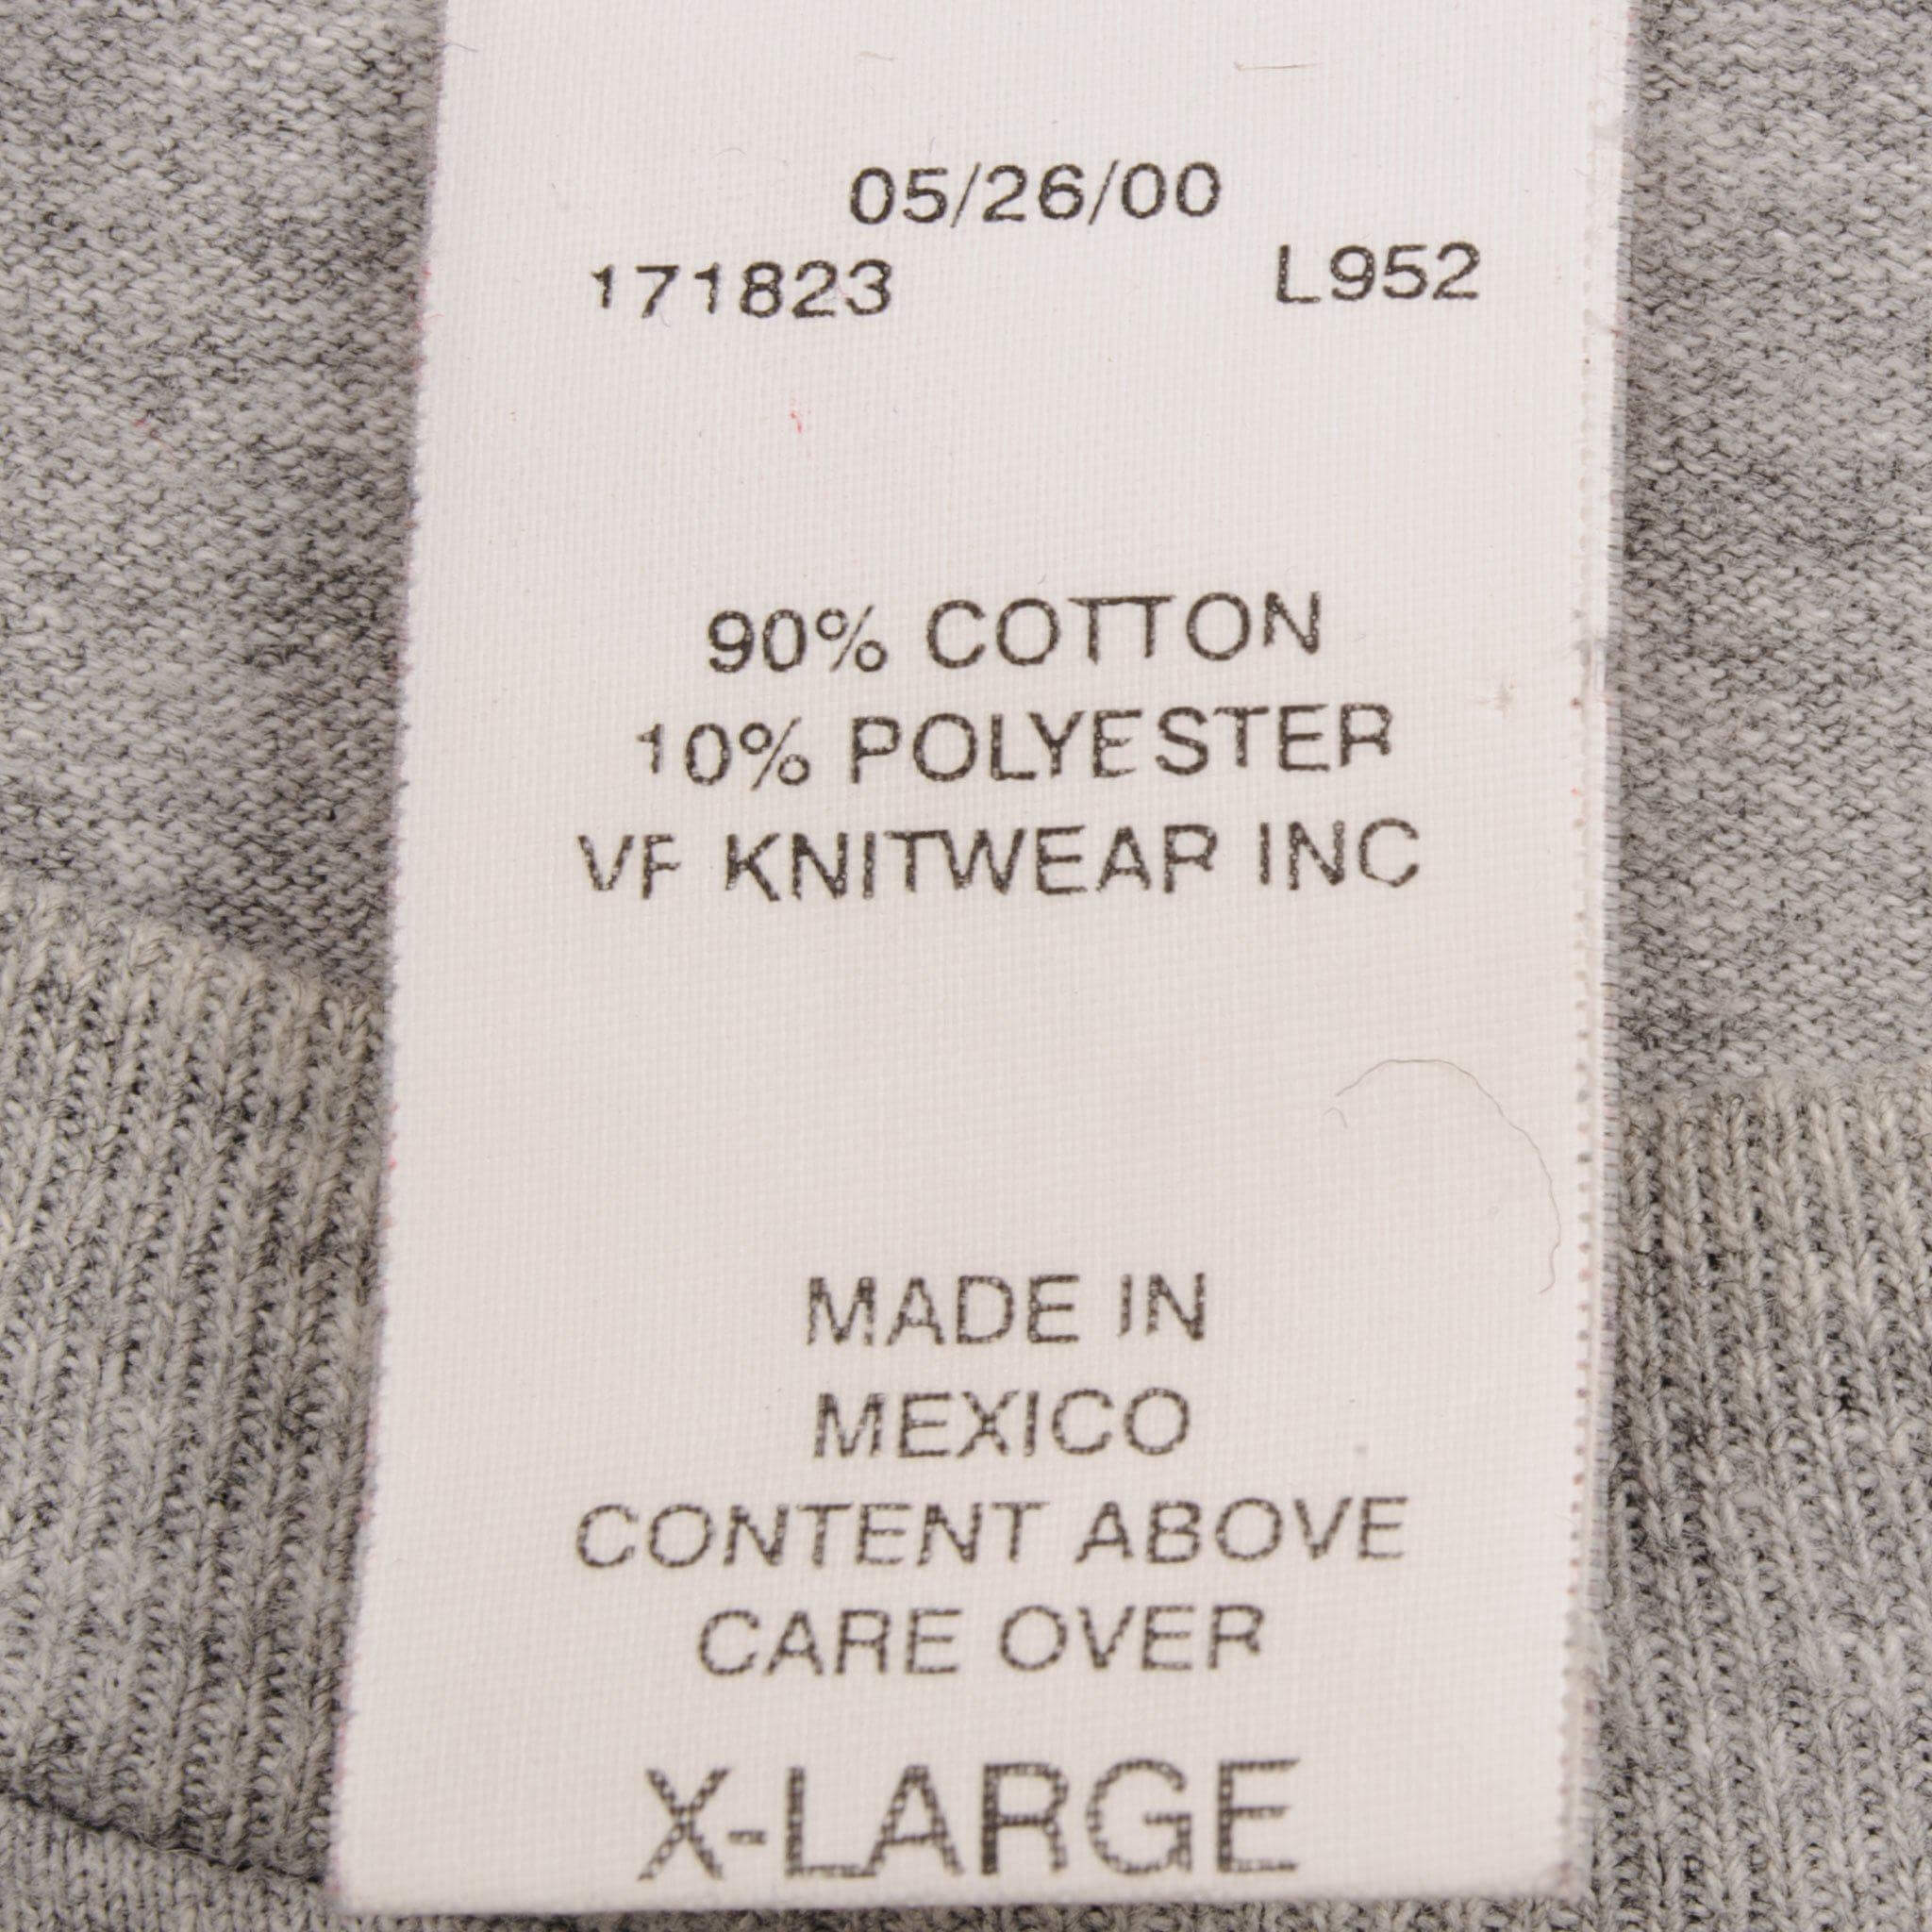 05/26/00
171823 L952
90% COTTON
10% POLYESTER
VF KNITWEAR INC
MADE IN
MEXICO
CONTENT ABOVE
CARE OVER
X-LARGE